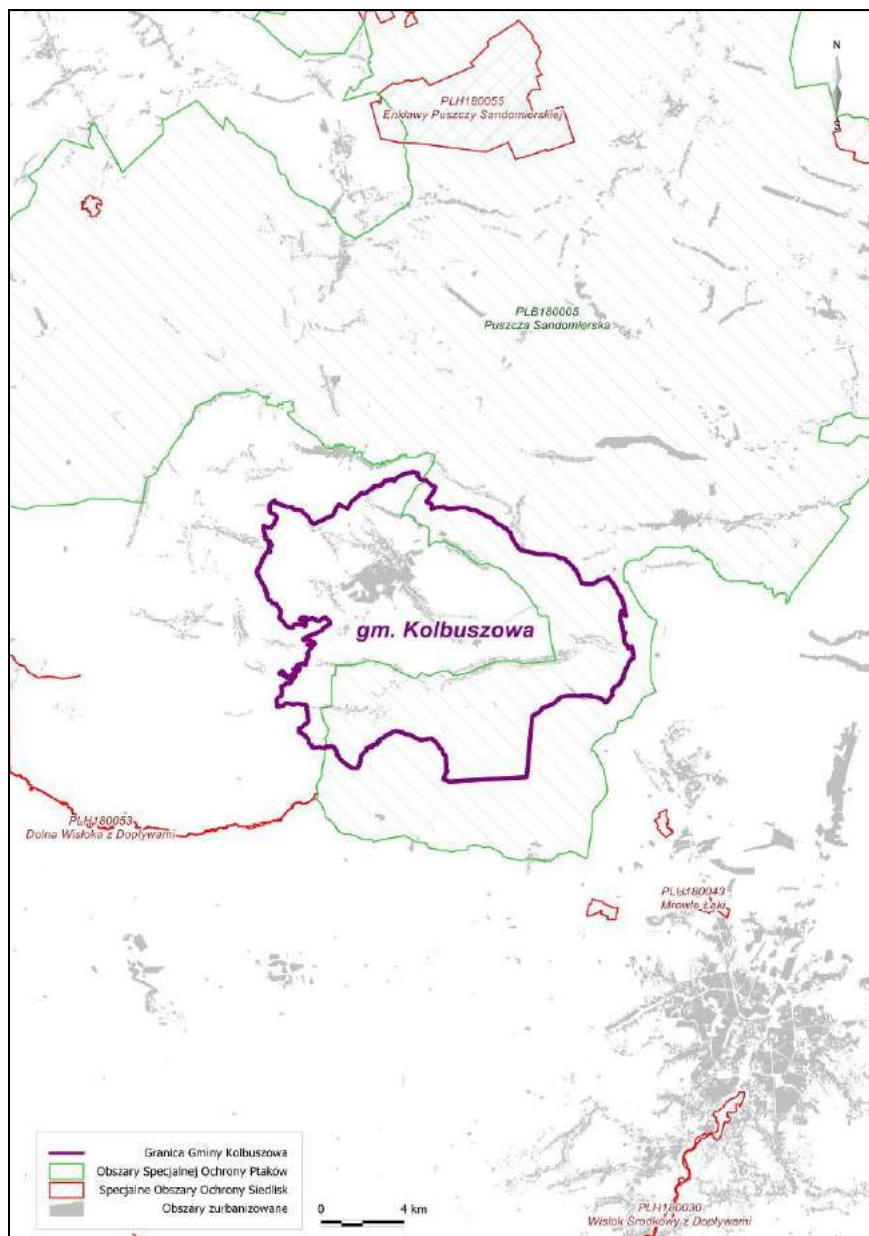 N
S
PLH180055
Enklawy Puszczy Sandomierskiej
PLB180005
Puszcza Sandomierska
gm. Kolbuszowa
PLH180053
Dolna Wisłoka z Dopływami
PLH180043
Mrowle Łąki
Granica Gminy Kolbuszowa
Obszary Specjalnej Ochrony Ptaków
Specjalne Obszary Ochrony Siedlisk
Obszary zurbanizowane
0 4 km
PLH180030
Wisłok Środkowy z Dopływami